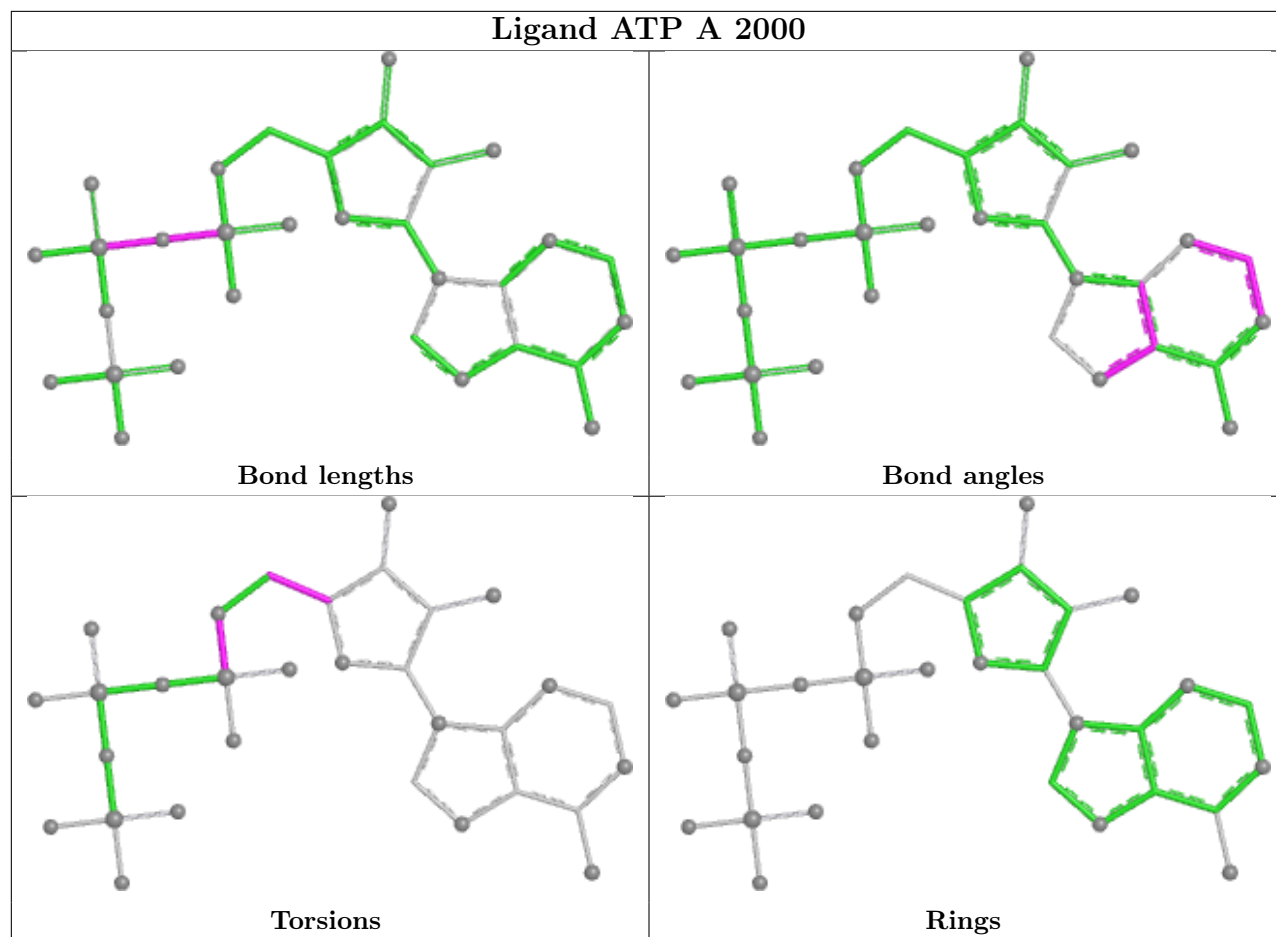 Ligand ATP A 2000
Bond lengths
Bond angles
Torsions
Rings